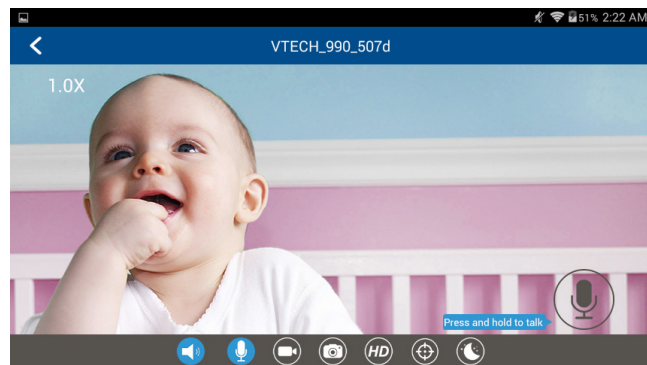 51% 2:22 AM
VTECH_990_507d
1.0X
Press and hold to talk
HD